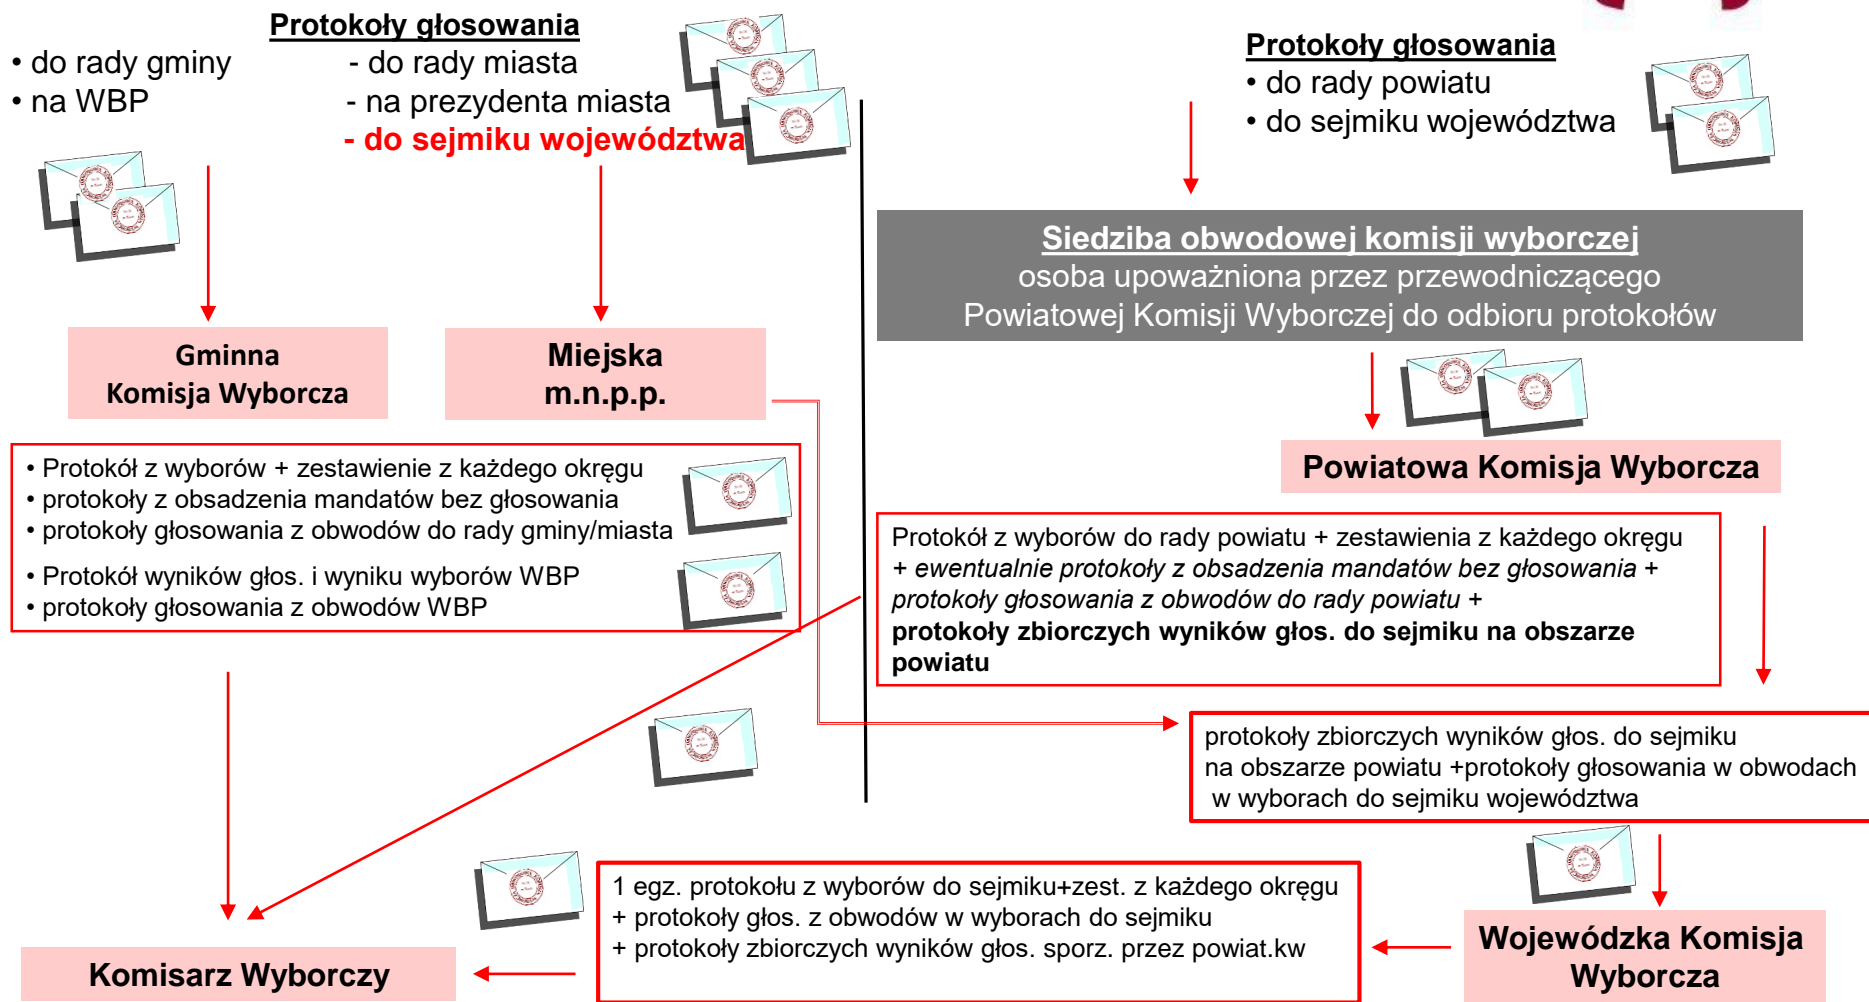 Protokoły głosowania
• do rady gminy
• na WBP
- do rady miasta
- na prezydenta miasta
- do sejmiku województwa
Protokoły głosowania
• do rady powiatu
• do sejmiku województwa
Siedziba obwodowej komisji wyborczej
osoba upoważniona przez przewodniczącego
Powiatowej Komisji Wyborczej do odbioru protokołów
Gminna
Komisja Wyborcza
Miejska
m.n.p.p.
Powiatowa Komisja Wyborcza
• Protokół z wyborów + zestawienie z każdego okręgu
• protokoły z obsadzenia mandatów bez głosowania
• protokoły głosowania z obwodów do rady gminy/miasta
• Protokół wyników głos. i wyniku wyborów WBP
• protokoły głosowania z obwodów WBP
Protokół z wyborów do rady powiatu + zestawienia z każdego okręgu
+ ewentualnie protokoły z obsadzenia mandatów bez głosowania +
protokoły głosowania z obwodów do rady powiatu +
protokoły zbiorczych wyników głos. do sejmiku na obszarze
powiatu
protokoły zbiorczych wyników głos. do sejmiku
na obszarze powiatu +protokoły głosowania w obwodach
w wyborach do sejmiku województwa
1 egz. protokołu z wyborów do sejmiku+zest. z każdego okręgu
+ protokoły głos. z obwodów w wyborach do sejmiku
+ protokoły zbiorczych wyników głos. sporz. przez powiat.kw
Wojewódzka Komisja
Wyborcza
Komisarz Wyborczy